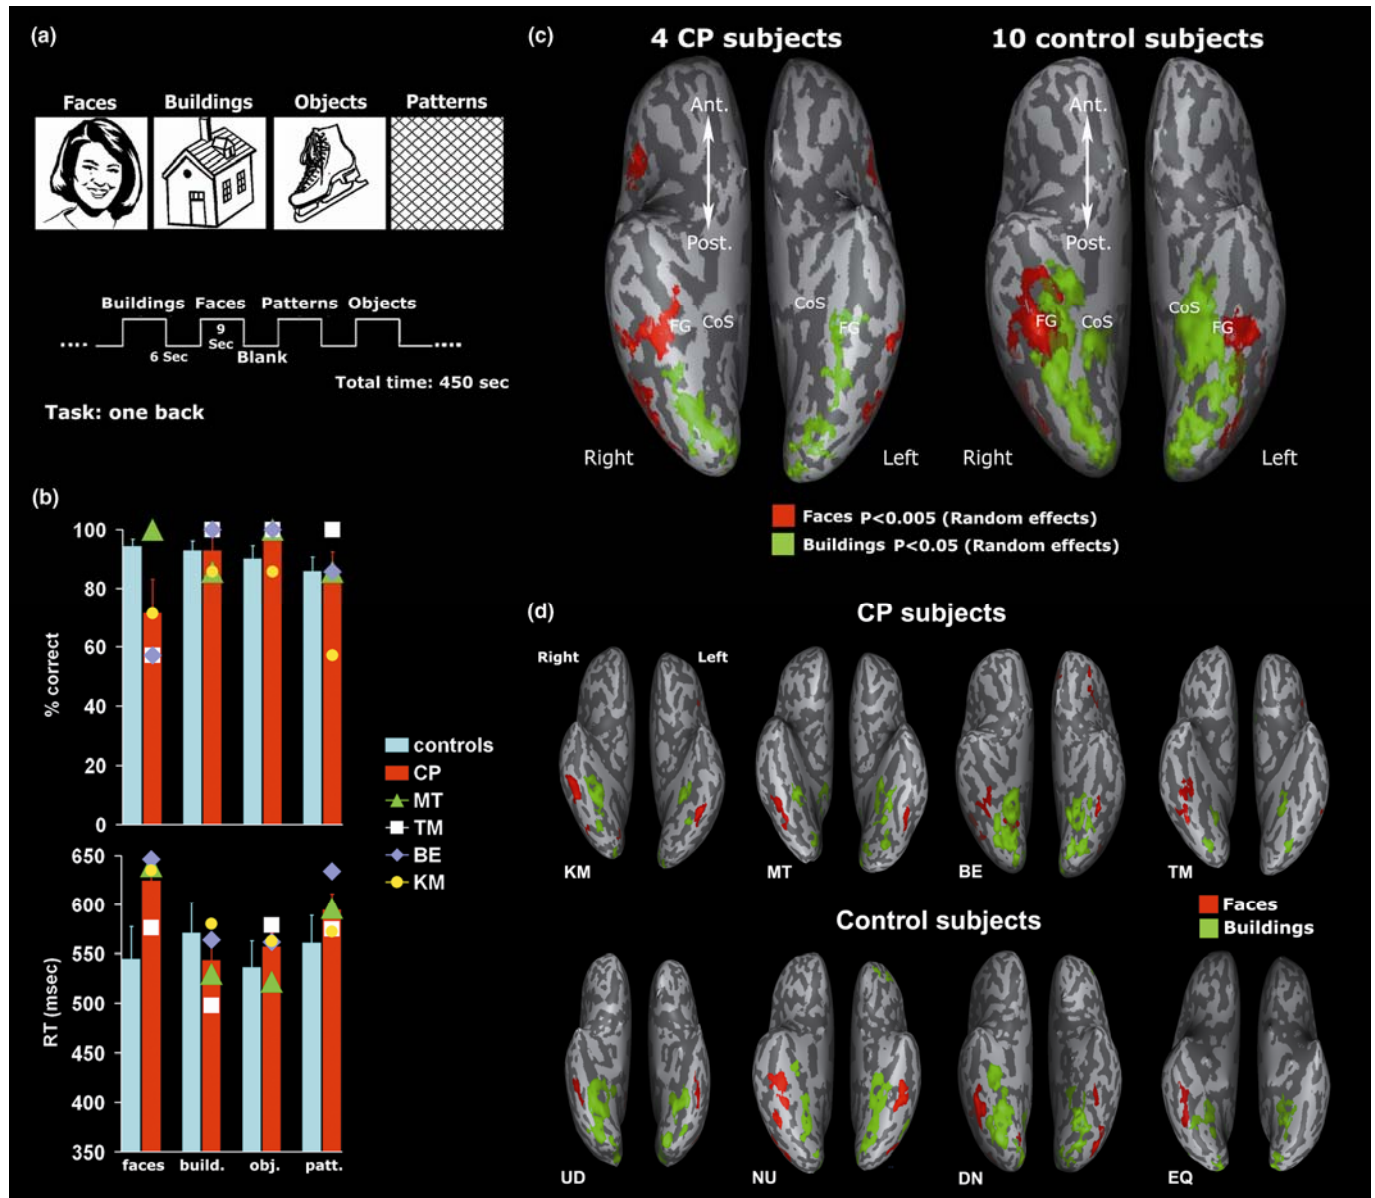 (a)
Faces Buildings Objects Patterns
Buildings Faces Patterns Objects
9
Sec
6 Sec
Blank
Total time: 450 sec
Task: one back
(b)
100
80
60
40
20
0
% correct
650
600
550
500
450
400
350
RT (msec)
faces build. obj. patt.
controls
CP
MT
TM
BE
KM
(c)
4 CP subjects
10 control subjects
Ant.
Post.
CoS
FG
CoS
FG
Right
Left
Ant.
Post.
FG
CoS
CoS
FG
Right
Left
Faces P<0.005 (Random effects)
Buildings P<0.05 (Random effects)
(d)
CP subjects
Right
Left
KM
MT
BE
TM
Faces
Buildings
Control subjects
UD
NU
DN
EQ